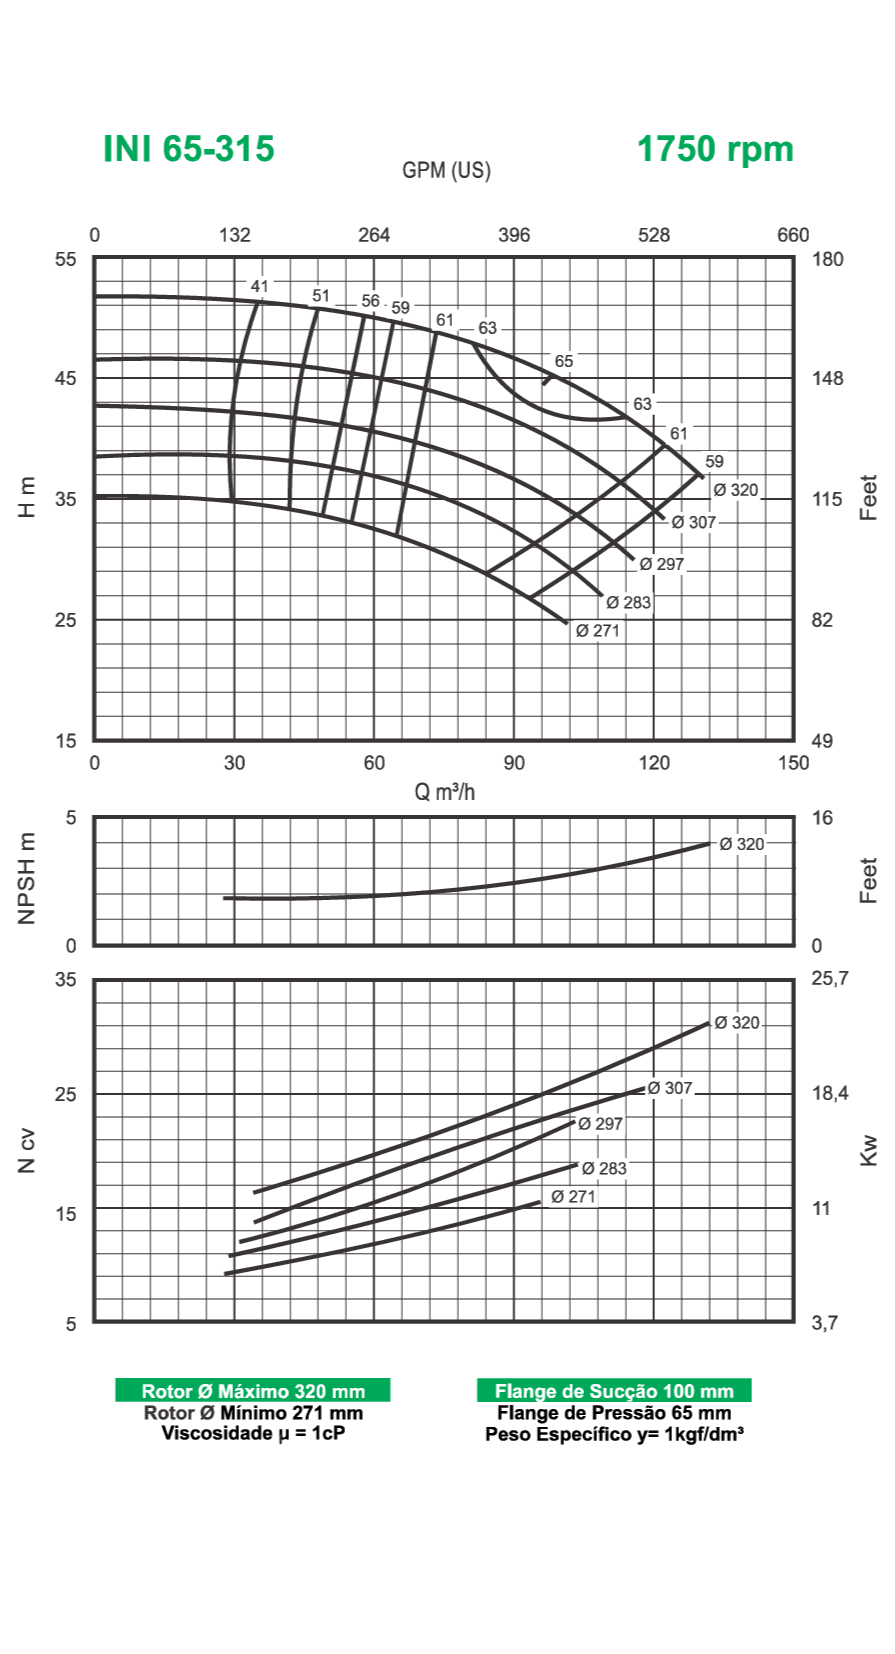 INI 65-315 1750 rpm
GPM (US)
0 132 264 396 528 660
55 180
41
51
56
59
61
63
65
45 148
63
61
59
Ø 320
H m
35 115
Feet
Ø 307
Ø 297
Ø 283
25 82
Ø 271
15 49
0 30 60 90 120 150
Q m³/h
5 16
Ø 320
NPSH m
Feet
0 0
35 25,7
Ø 320
25 18,4
Ø 307
Ø 297
N cv
Kw
Ø 283
Ø 271
15 11
5 3,7
Rotor Ø Máximo 320 mm
Rotor Ø Mínimo 271 mm
Viscosidade µ = 1cP
Flange de Sucção 100 mm
Flange de Pressão 65 mm
Peso Específico y= 1kgf/dm³